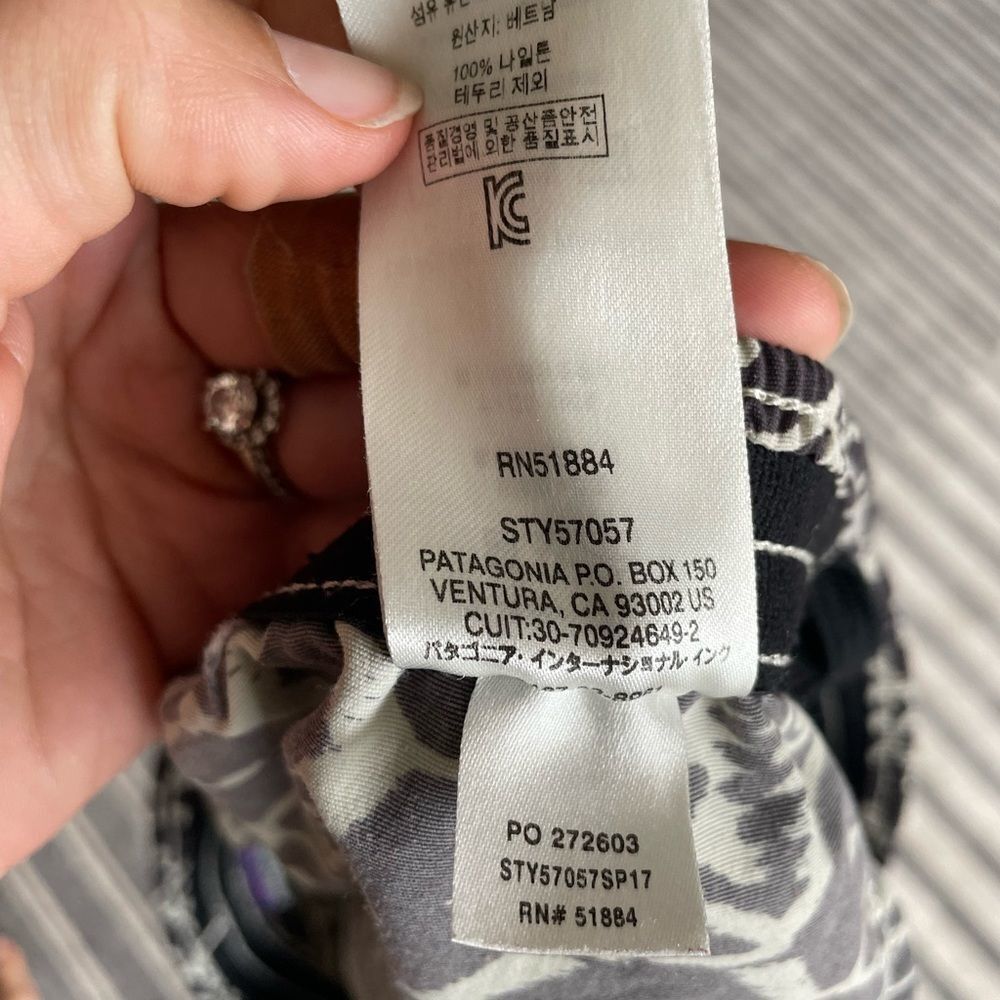 섬유
원산지: 베트남
100% 나일론
테두리 제외
품질경영 및 공산품안전
관리법에 의한 품질표시
KC
RN51884
STY57057
PATAGONIA P.O. BOX 150
VENTURA, CA 93002 US
CUIT:30-70924649-2
パタゴニア・インターナショナル・インク
PO 272603
STY57057SP17
RN# 51884